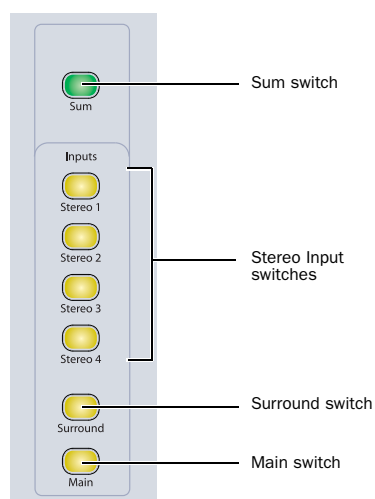 Sum
Sum switch
Inputs
Stereo 1
Stereo 2
Stereo 3
Stereo 4
Stereo Input
switches
Surround
Surround switch
Main
Main switch